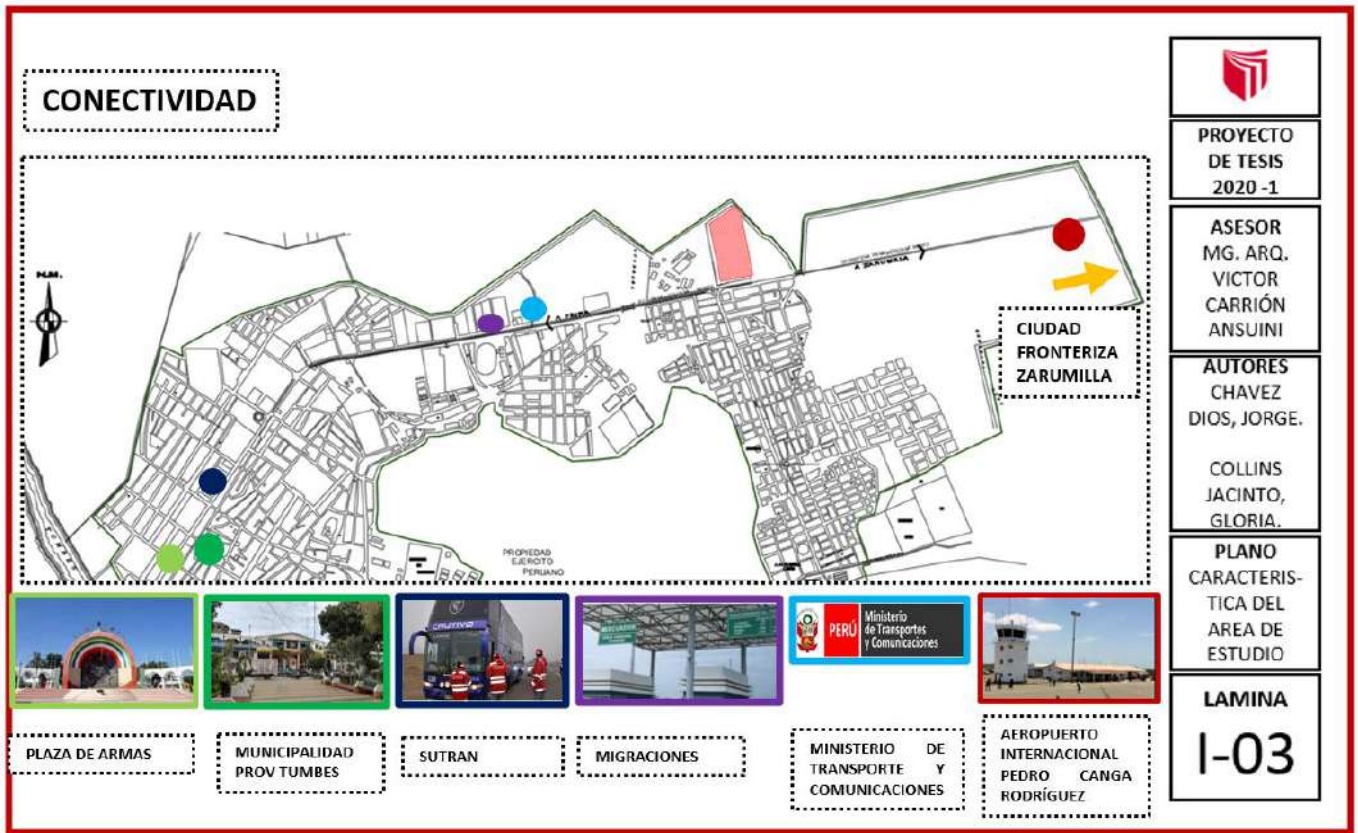 CONECTIVIDAD
N.M.
A ZARUMILLA
PROPIEDAD
EJERCITO
PERUANO
CIUDAD
FRONTERIZA
ZARUMILLA
PERÚ
Ministerio
de Transportes
y Comunicaciones
PLAZA DE ARMAS
MUNICIPALIDAD
PROV TUMBES
SUTRAN
MIGRACIONES
MINISTERIO DE
TRANSPORTE Y
COMUNICACIONES
AEROPUERTO
INTERNACIONAL
PEDRO CANGA
RODRÍGUEZ
PROYECTO
DE TESIS
2020 -1
ASESOR
MG. ARQ.
VICTOR
CARRIÓN
ANSUINI
AUTORES
CHAVEZ
DIOS, JORGE.
COLLINS
JACINTO,
GLORIA.
PLANO
CARACTERIS-
TICA DEL
AREA DE
ESTUDIO
LAMINA
I-03